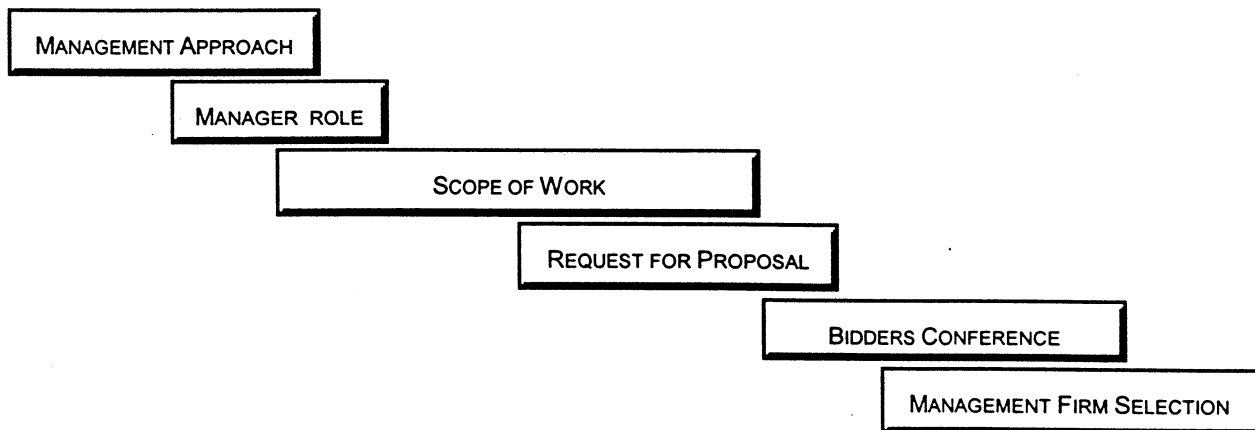 MANAGEMENT APPROACH
MANAGER ROLE
SCOPE OF WORK
REQUEST FOR PROPOSAL
BIDDERS CONFERENCE
MANAGEMENT FIRM SELECTION